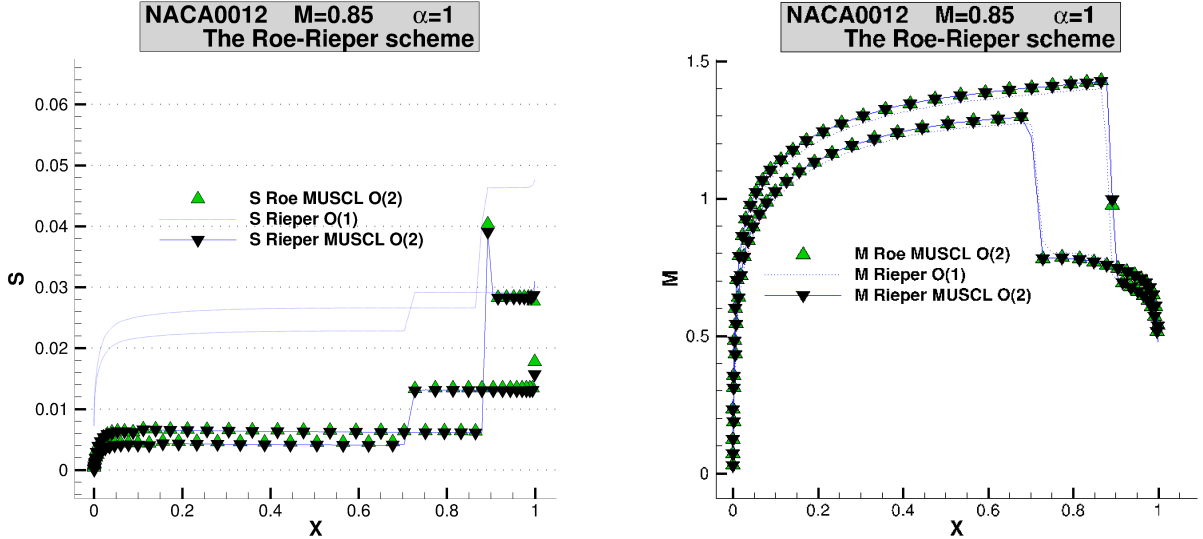 NACA0012 M=0.85 α=1
The Roe-Rieper scheme
S
0.06
0.05
0.04
0.03
0.02
0.01
0
S Roe MUSCL O(2)
S Rieper O(1)
S Rieper MUSCL O(2)
0 0.2 0.4 0.6 0.8 1
X
NACA0012 M=0.85 α=1
The Roe-Rieper scheme
M
1.5
1
0.5
0
M Roe MUSCL O(2)
M Rieper O(1)
M Rieper MUSCL O(2)
0 0.2 0.4 0.6 0.8 1
X